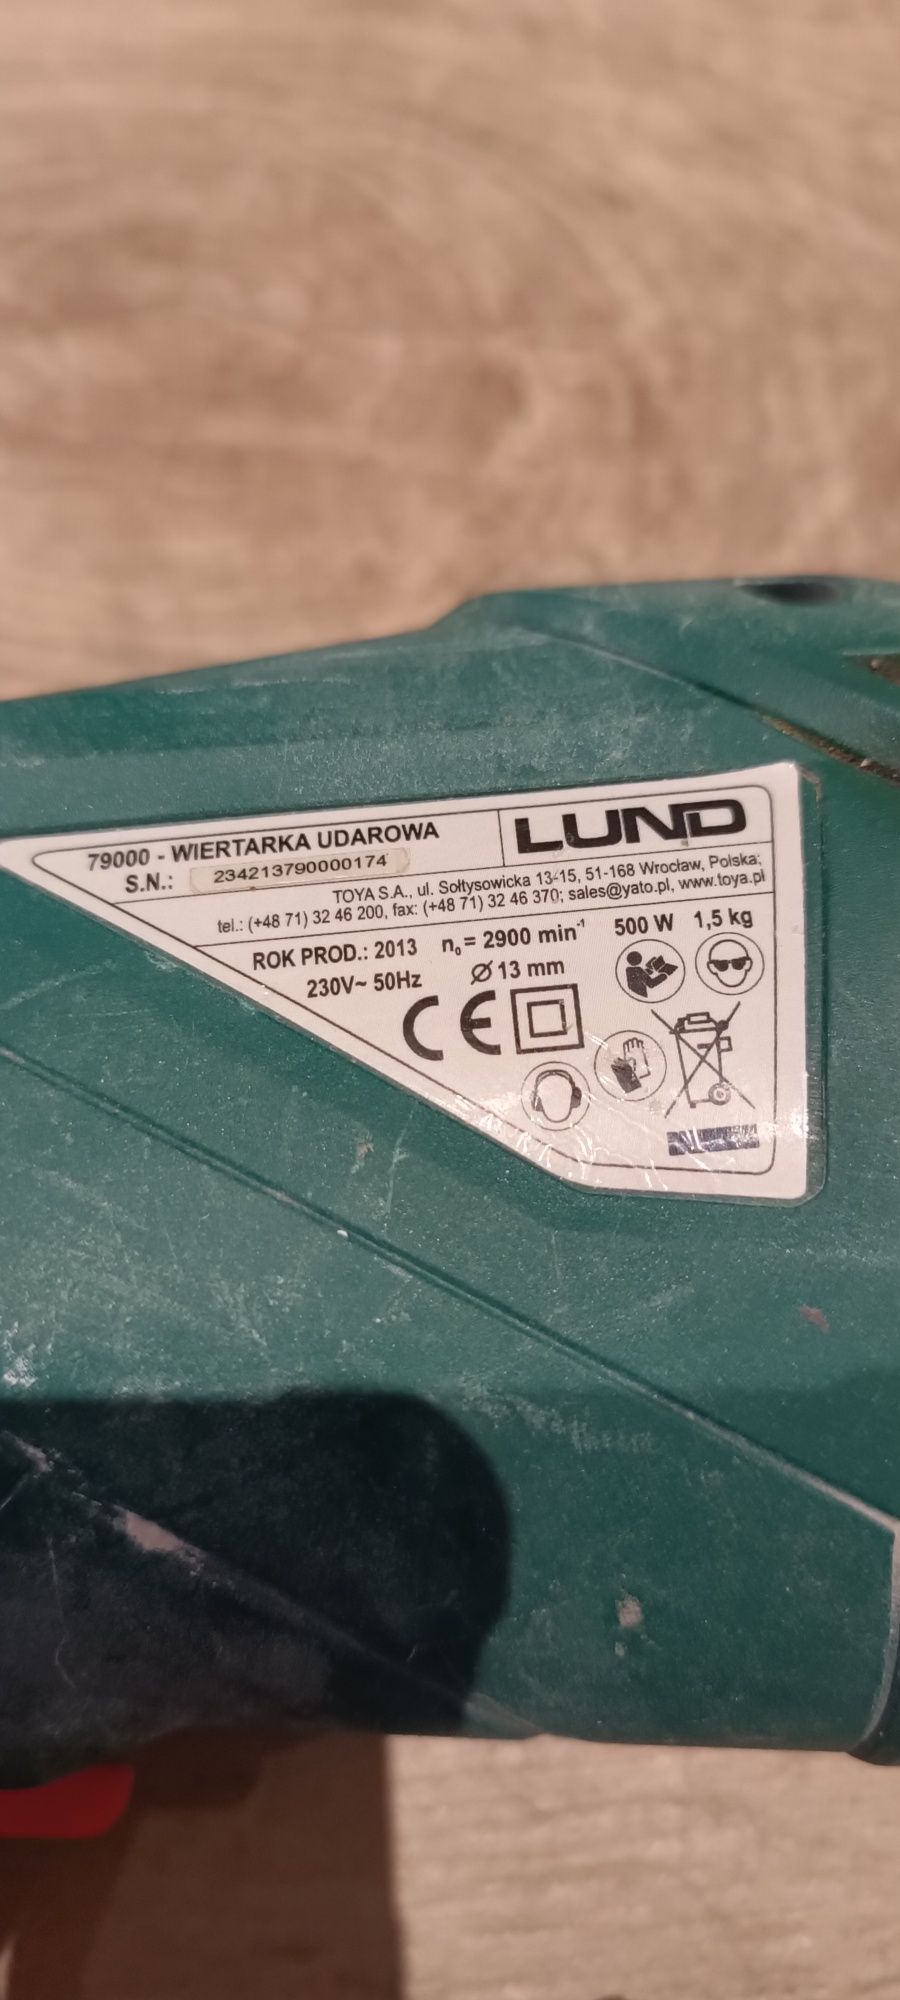 79000 - WIERTARKA UDAROWA
LUND
S.N.: 234213790000174
TOYA S.A., ul. Sołtysowicka 13-15, 51-168 Wrocław, Polska;
tel.: (+48 71) 32 46 200, fax: (+48 71) 32 46 370; sales@yato.pl, www.toya.pl
ROK PROD.: 2013 n₀ = 2900 min⁻¹ 500 W 1,5 kg
230V~ 50Hz Ø 13 mm
CE